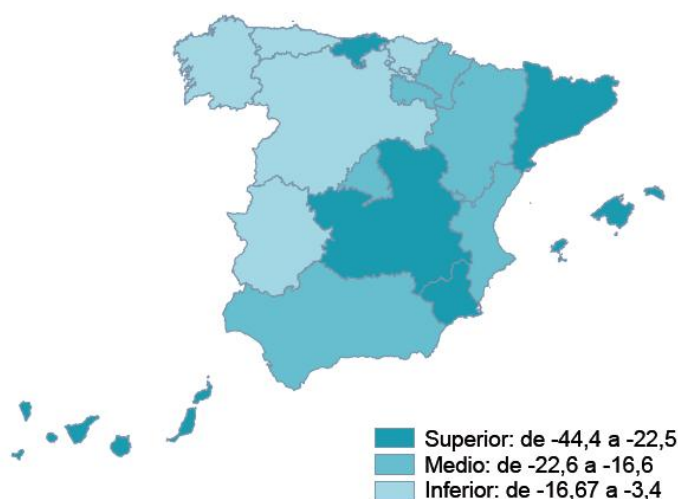 Superior: de -44,4 a -22,5
Medio: de -22,6 a -16,6
Inferior: de -16,67 a -3,4